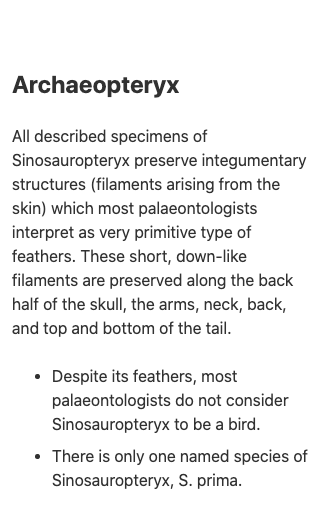 Archaeopteryx
All described specimens of
Sinosauropteryx preserve integumentary
structures (filaments arising from the
skin) which most palaeontologists
interpret as very primitive type of
feathers. These short, down-like
filaments are preserved along the back
half of the skull, the arms, neck, back,
and top and bottom of the tail.
• Despite its feathers, most
palaeontologists do not consider
Sinosauropteryx to be a bird.
• There is only one named species of
Sinosauropteryx, S. prima.